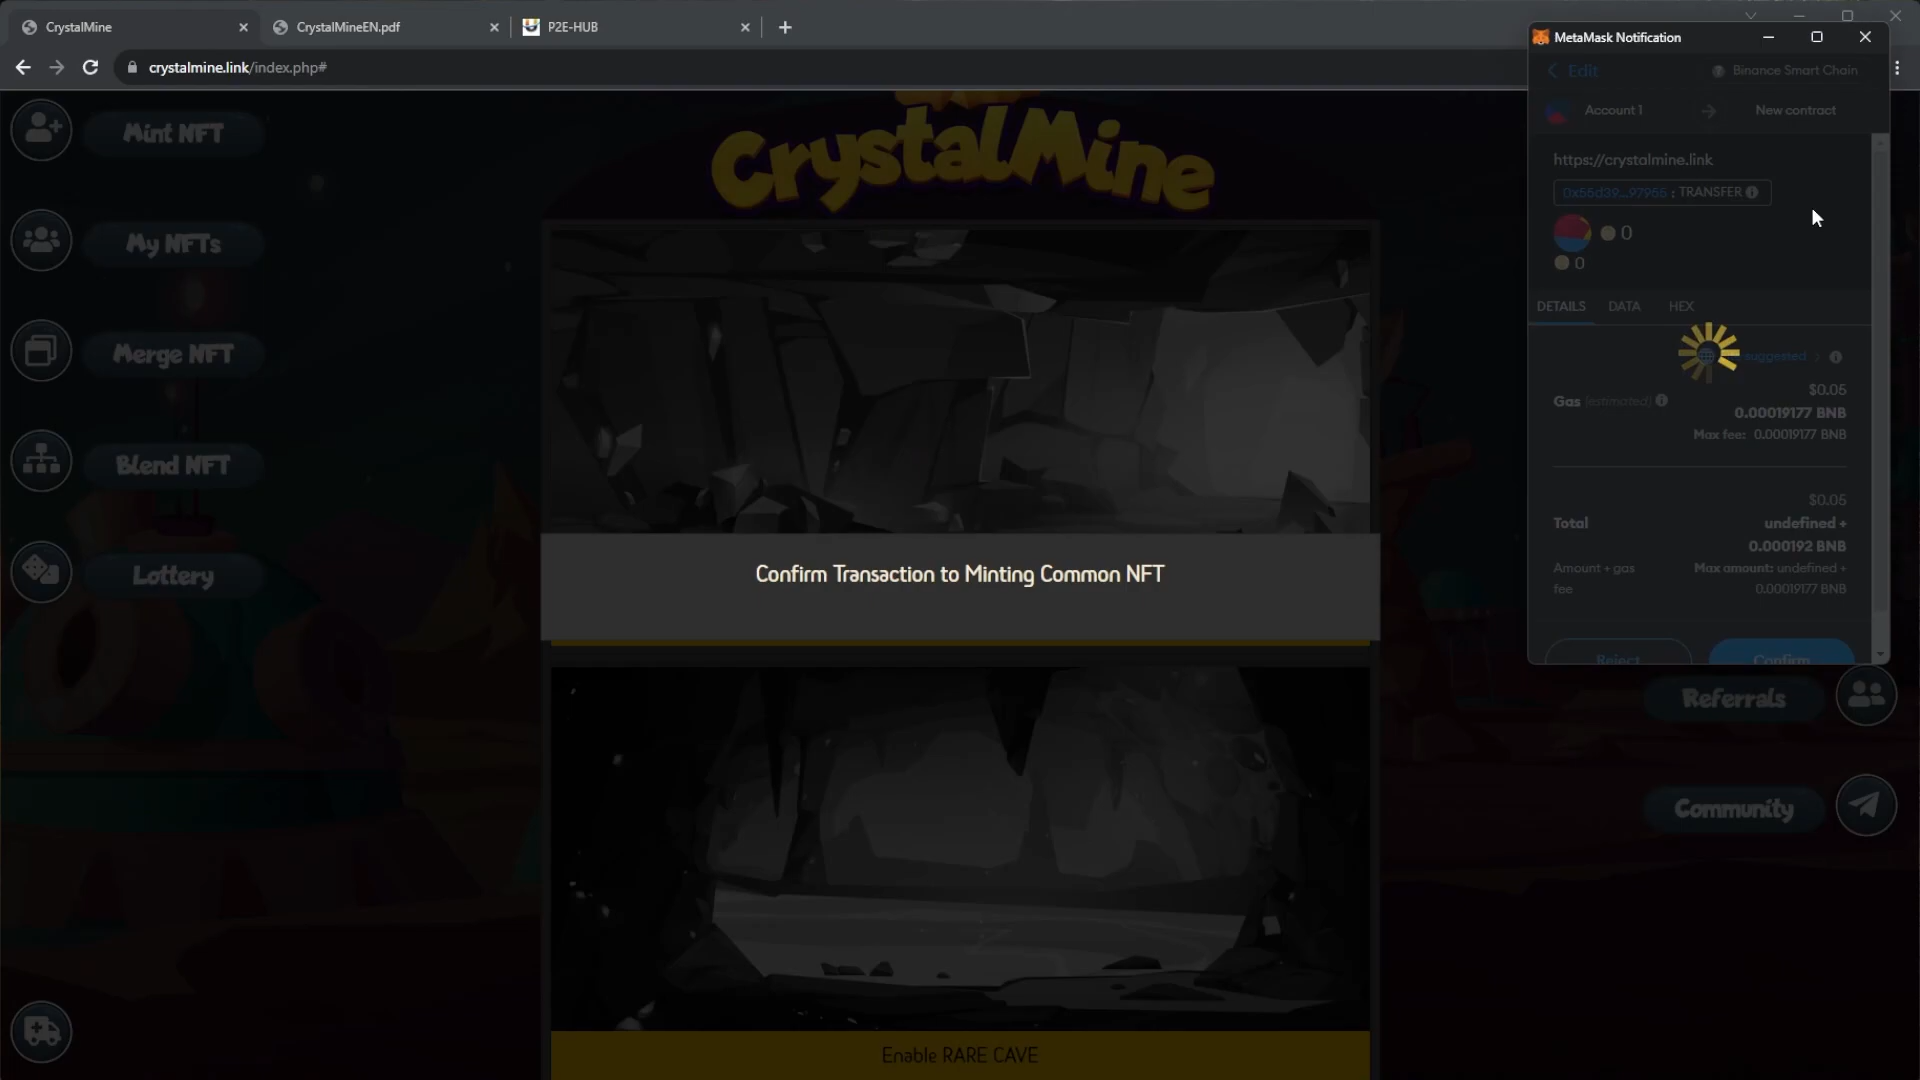 CrystalMine
CrystalMineEN.pdf
P2E-HUB
crystalmine.link/index.php#
MetaMask Notification
Edit
Binance Smart Chain
Account 1
New contract
https://crystalmine.link
0x55d39...97955 : TRANSFER
0
0
DETAILS
DATA
HEX
suggested
$0.05
Gas (estimated)
0.00019177 BNB
Max fee: 0.00019177 BNB
$0.05
Total
undefined +
0.000192 BNB
Amount + gas fee
Max amount: undefined +
0.00019177 BNB
Reject
Confirm
Mint NFT
My NFTs
Merge NFT
Blend NFT
Lottery
CrystalMine
Confirm Transaction to Minting Common NFT
Enable RARE CAVE
Referrals
Community